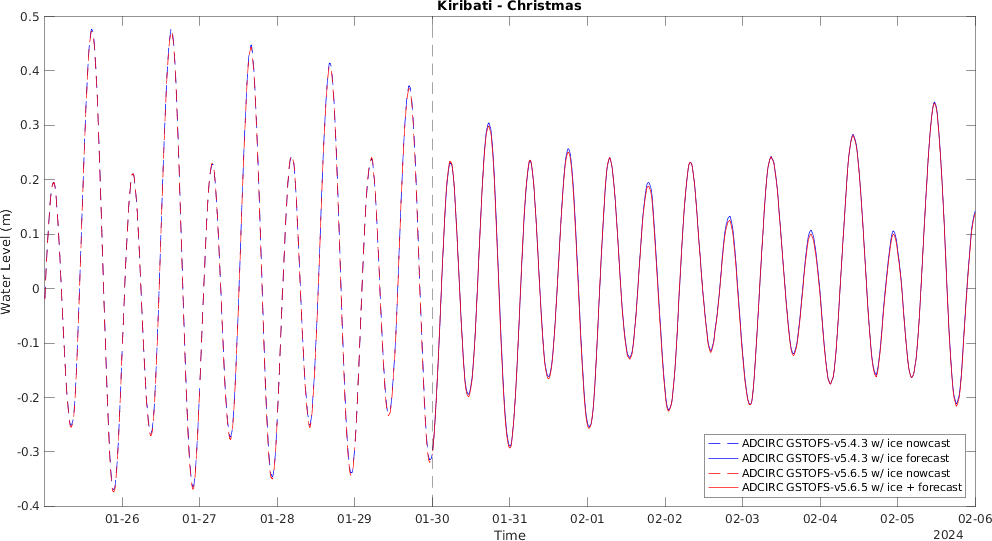 Kiribati - Christmas
0.5
0.4
0.3
0.2
0.1
0
-0.1
-0.2
-0.3
-0.4
Water Level (m)
ADCIRC GSTOFS-v5.4.3 w/ ice nowcast
ADCIRC GSTOFS-v5.4.3 w/ ice forecast
ADCIRC GSTOFS-v5.6.5 w/ ice nowcast
ADCIRC GSTOFS-v5.6.5 w/ ice + forecast
01-26 01-27 01-28 01-29 01-30 01-31 02-01 02-02 02-03 02-04 02-05 02-06
Time
2024